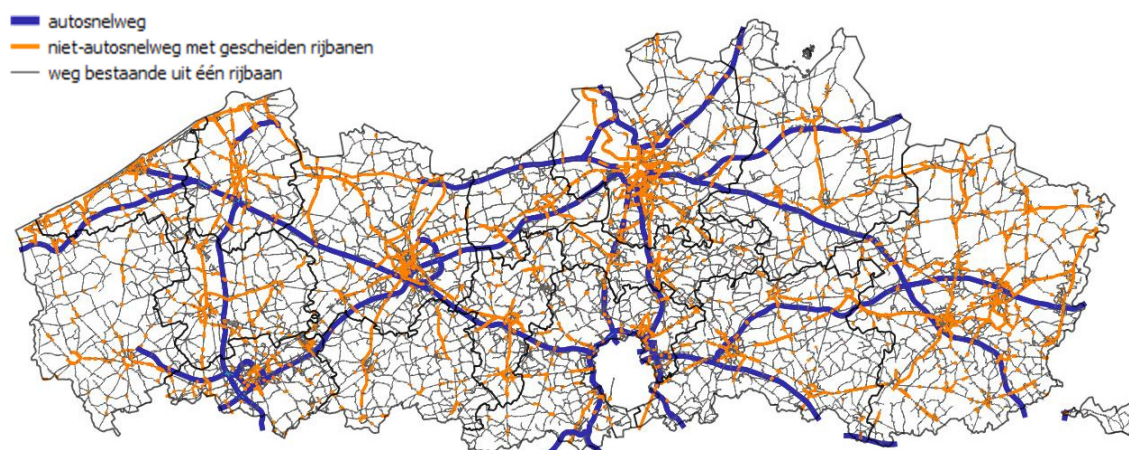 autosnelweg
niet-autosnelweg met gescheiden rijbanen
weg bestaande uit één rijbaan